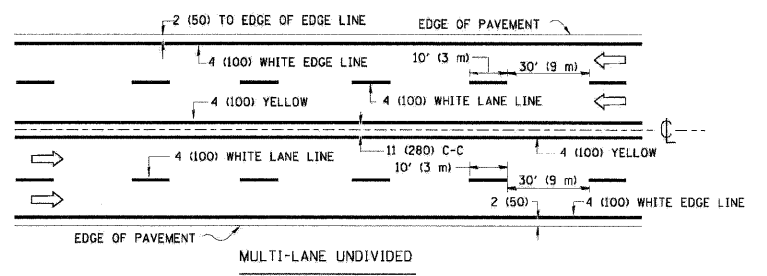 2 (50) TO EDGE OF EDGE LINE
EDGE OF PAVEMENT
4 (100) WHITE EDGE LINE
10' (3 m)
30' (9 m)
4 (100) YELLOW
4 (100) WHITE LANE LINE
℄
11 (280) C-C
4 (100) YELLOW
4 (100) WHITE LANE LINE
10' (3 m)
30' (9 m)
2 (50)
4 (100) WHITE EDGE LINE
EDGE OF PAVEMENT
MULTI-LANE UNDIVIDED